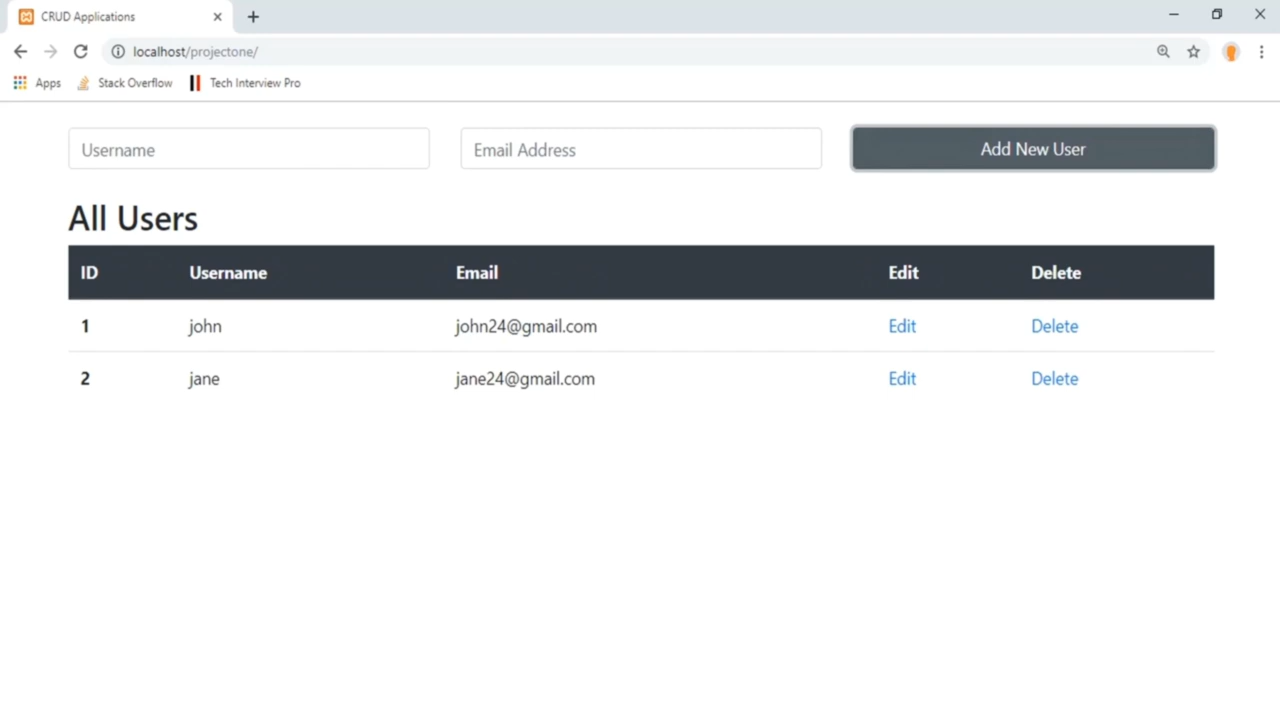 CRUD Applications
localhost/projectone/
Apps Stack Overflow Tech Interview Pro
Username Email Address Add New User
All Users
ID Username Email Edit Delete
1 john john24@gmail.com Edit Delete
2 jane jane24@gmail.com Edit Delete